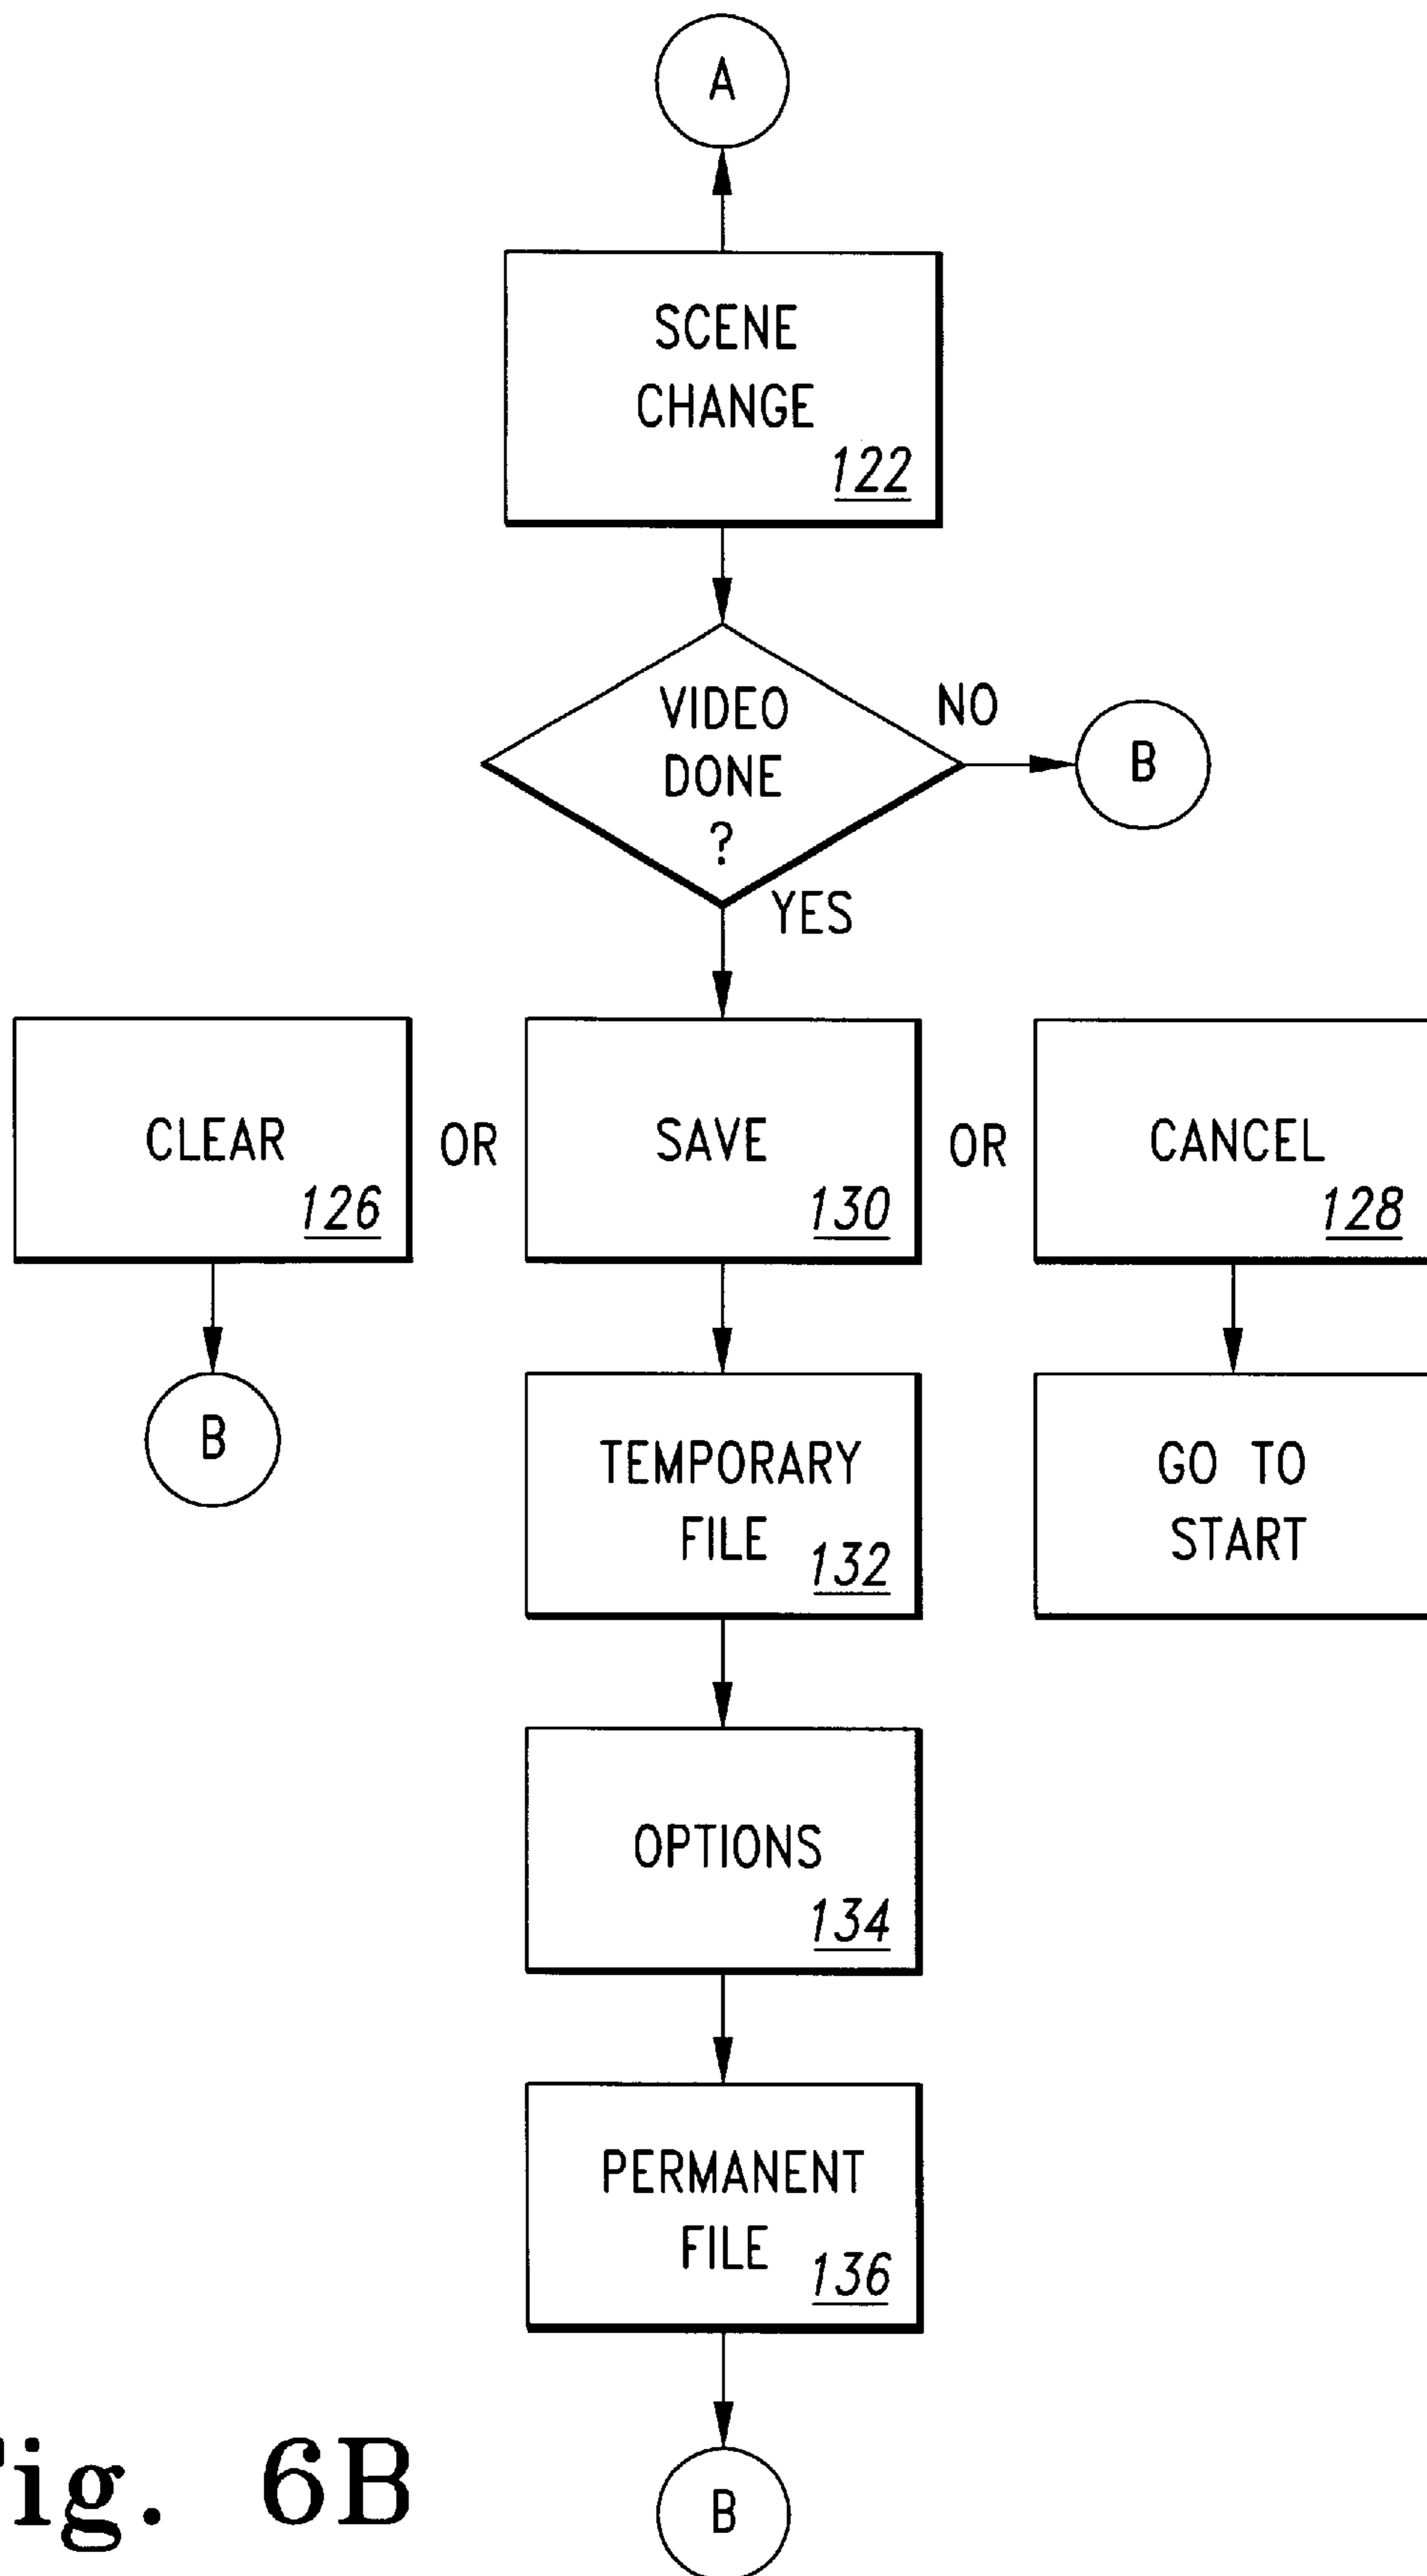 A
SCENE
CHANGE
122
VIDEO
DONE
?
NO
B
YES
CLEAR
126
OR
SAVE
130
OR
CANCEL
128
B
TEMPORARY
FILE
132
GO TO
START
OPTIONS
134
PERMANENT
FILE
136
B
ig. 6B